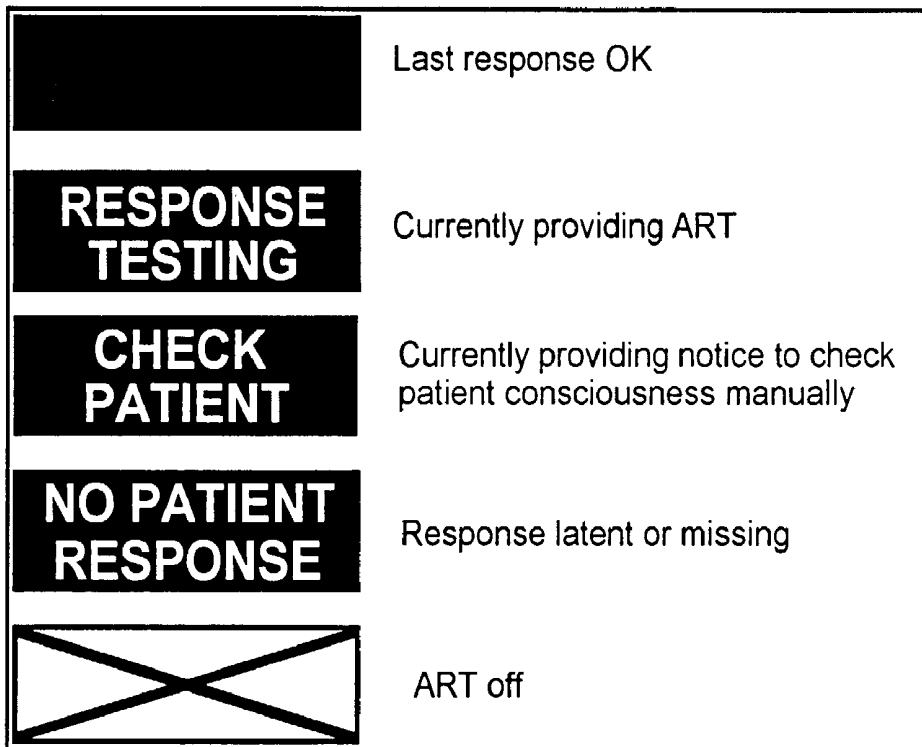 Last response OK
RESPONSE
TESTING
Currently providing ART
CHECK
PATIENT
Currently providing notice to check
patient consciousness manually
NO PATIENT
RESPONSE
Response latent or missing
ART off